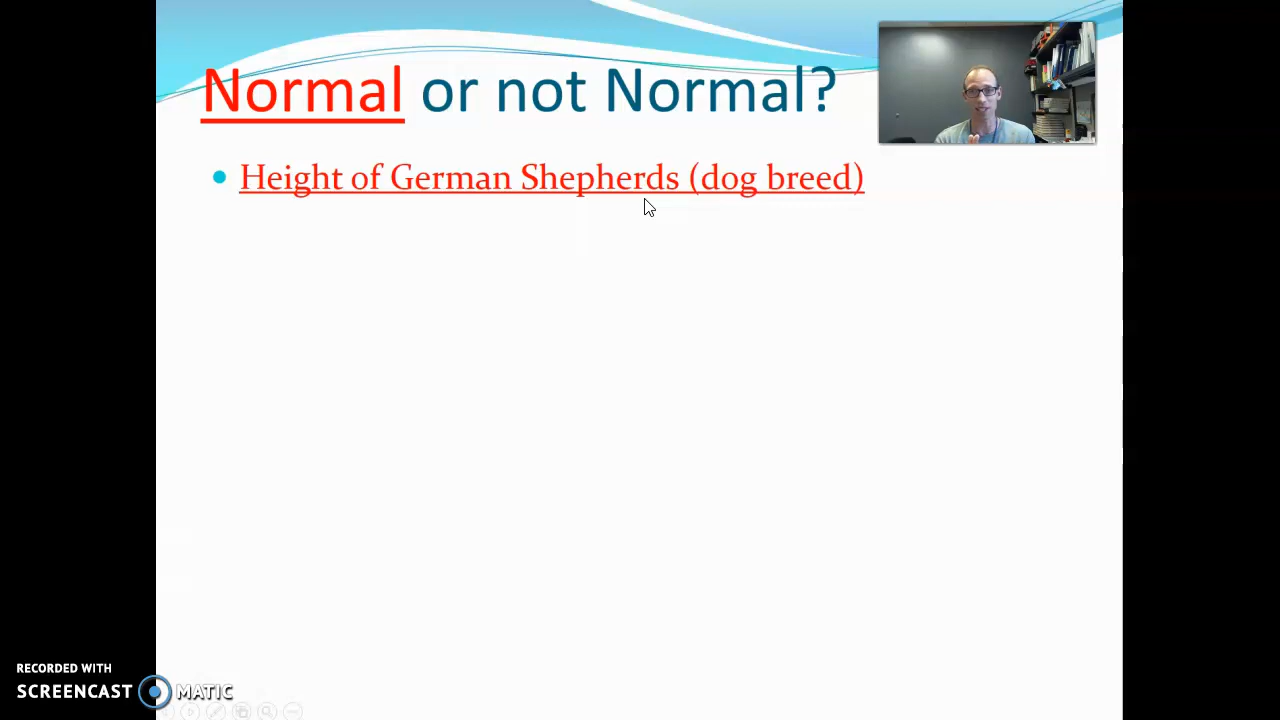 Normal or not Normal?
Height of German Shepherds (dog breed)
RECORDED WITH
SCREENCAST MATIC